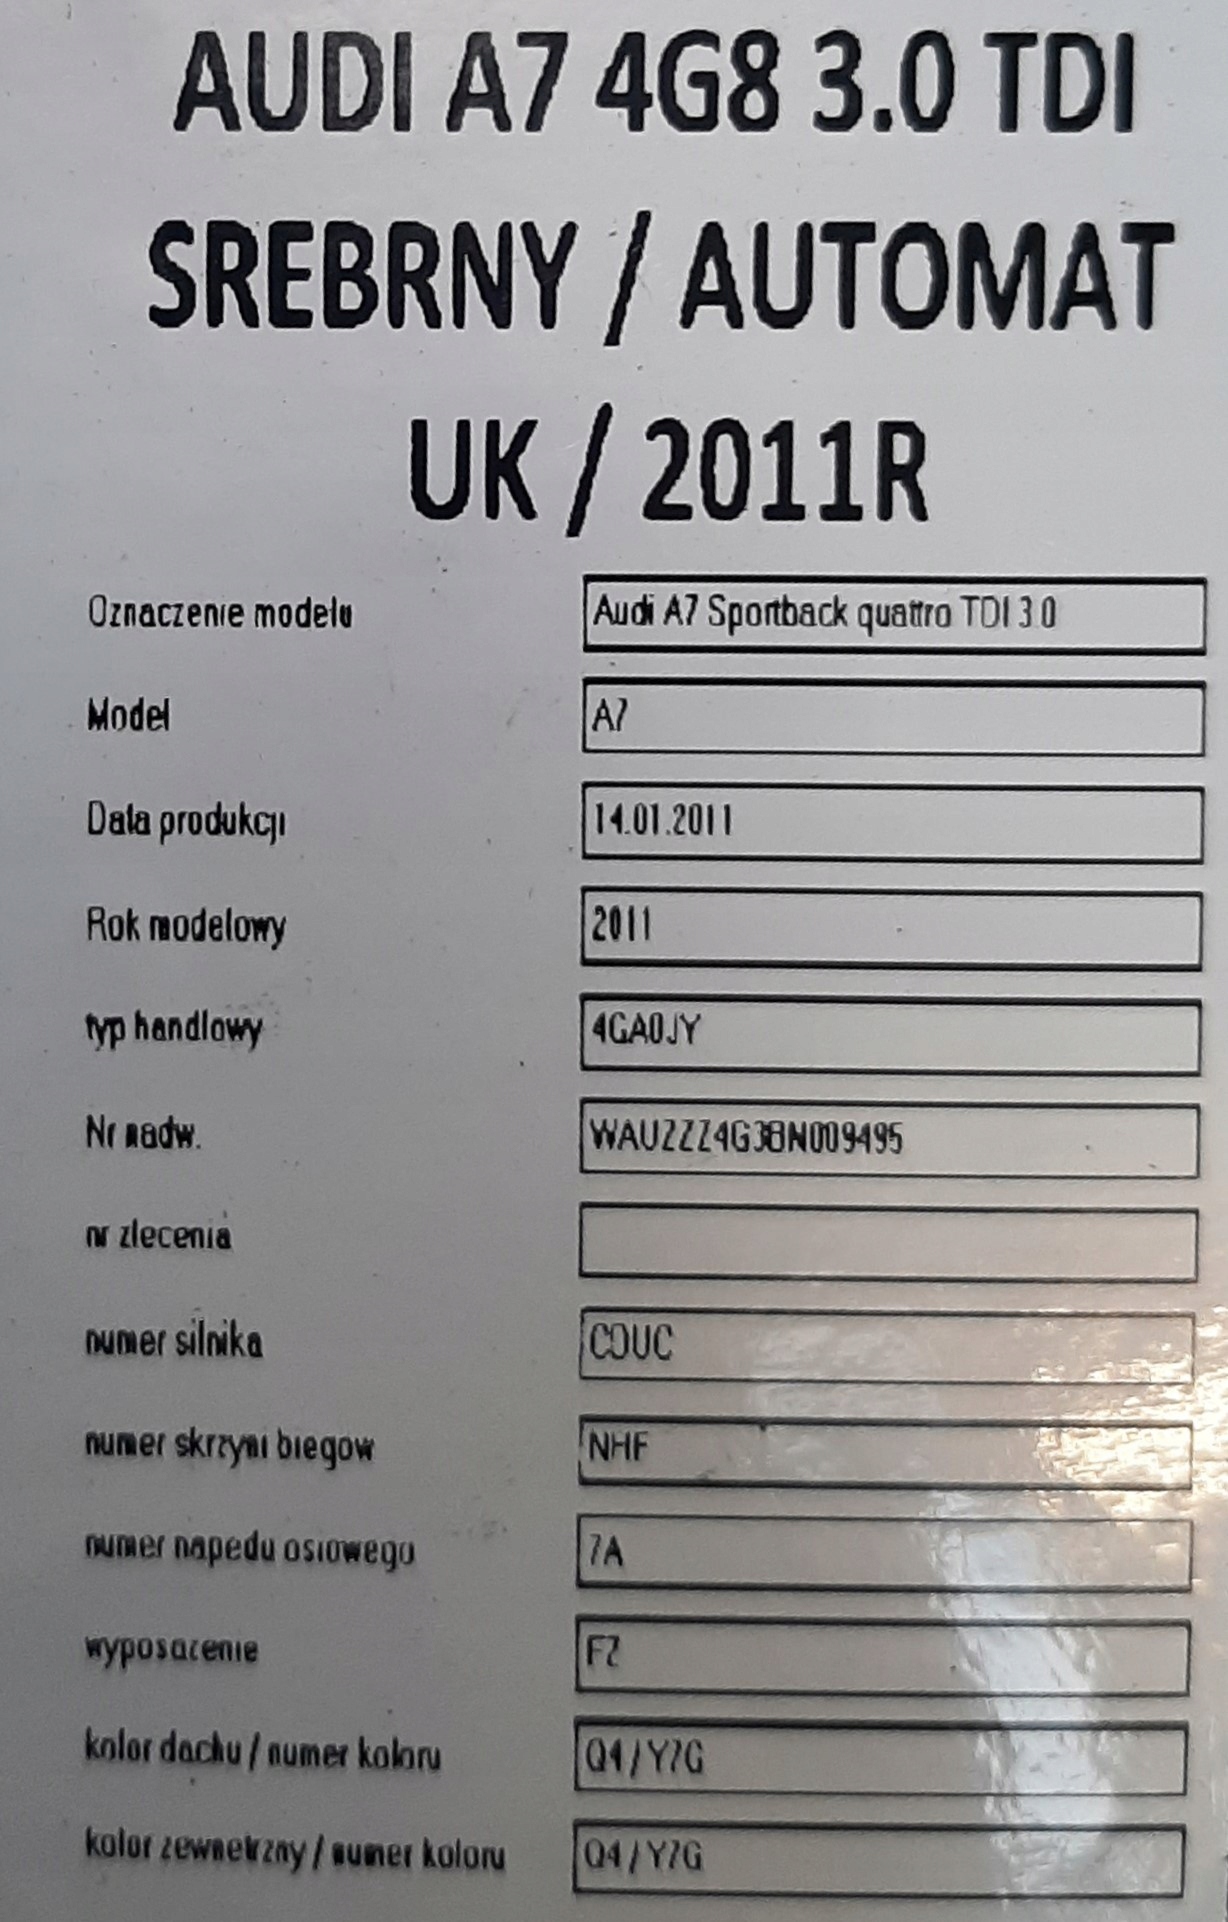 AUDI A7 4G8 3.0 TDI
SREBRNY / AUTOMAT
UK / 2011R
Oznaczenie modelu Audi A7 Sportback quattro TDI 3.0
Model A7
Data produkcji 14.01.2011
Rok modelowy 2011
typ handlowy 4GA0JY
Nr nadw. WAUZZZ4G3BN009495
nr zlecenia
numer silnika CDUC
numer skrzyni biegow NHF
numer napedu osiowego
wyposazenie
kolor dachu / numer koloru Q4 / Y7G
kolor zewnetrzny / numer koloru Q4 / Y7G